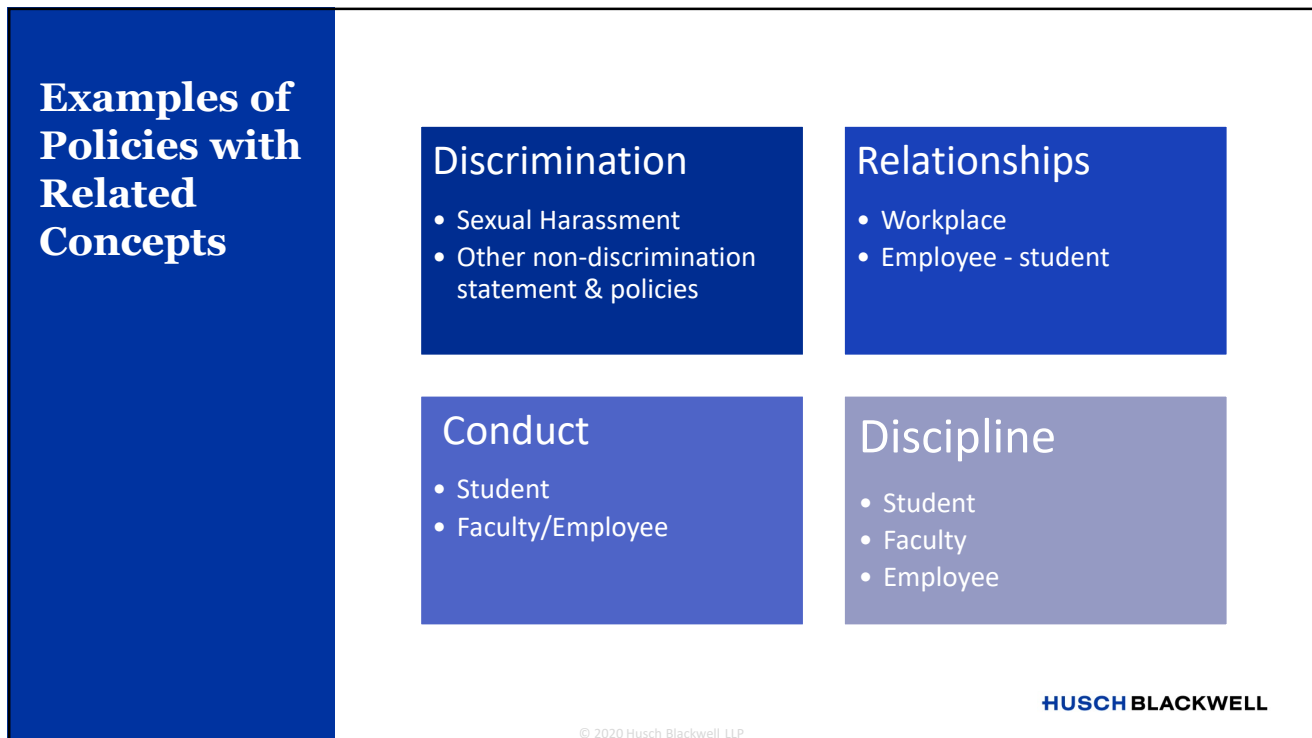 Examples of
Policies with
Related
Concepts
Discrimination
• Sexual Harassment
• Other non-discrimination
statement & policies
Relationships
• Workplace
• Employee - student
Conduct
• Student
• Faculty/Employee
Discipline
• Student
• Faculty
• Employee
HUSCH BLACKWELL
© 2020 Husch Blackwell LLP